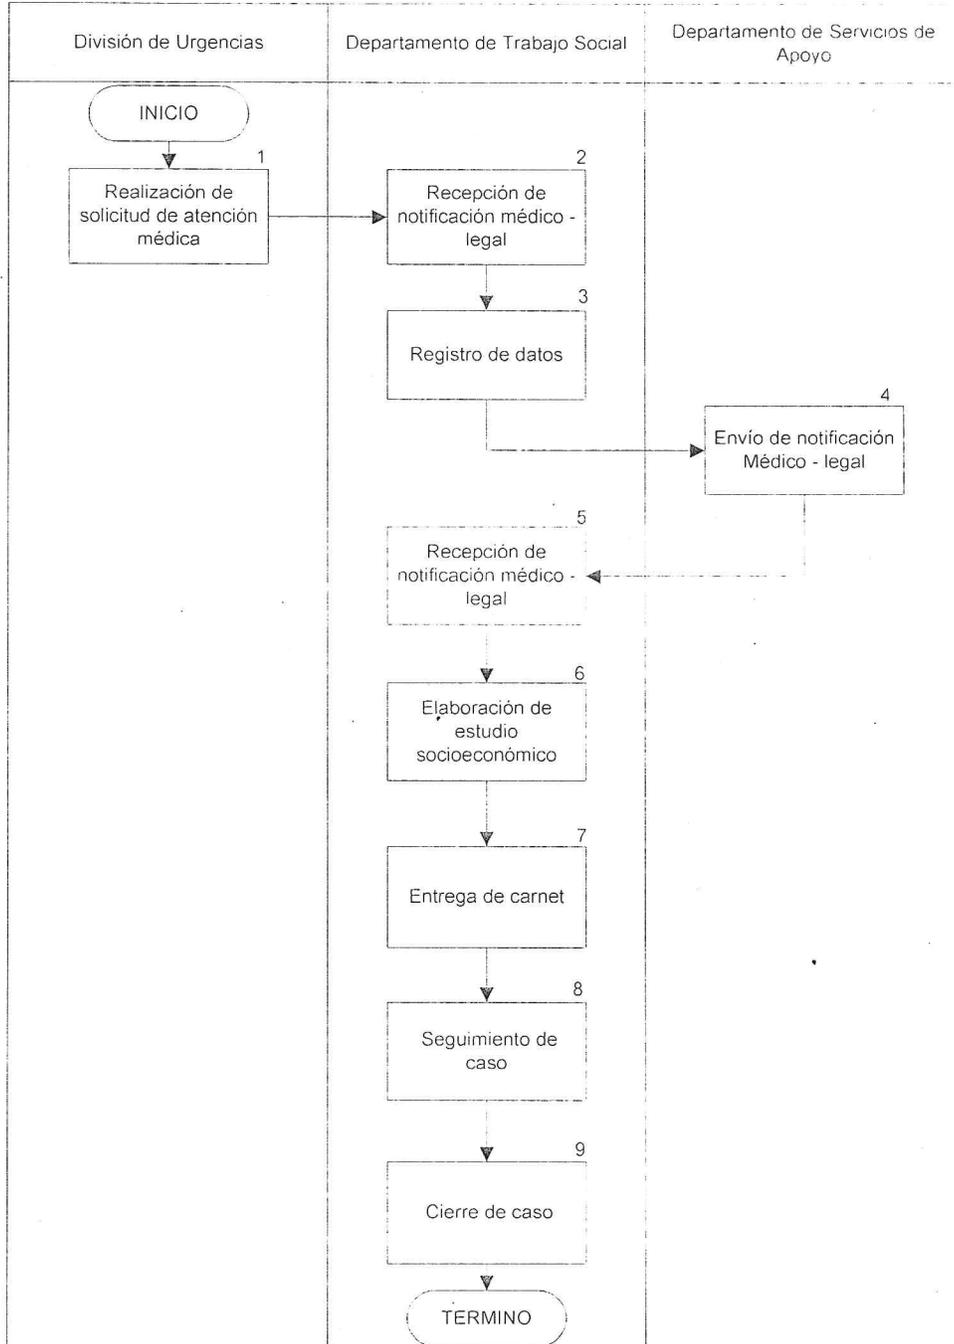 División de Urgencias
Departamento de Trabajo Social
Departamento de Servicios de
Apoyo
INICIO
1
Realización de
solicitud de atención
médica
2
Recepción de
notificación médico -
legal
3
Registro de datos
4
Envío de notificación
Médico - legal
5
Recepción de
notificación médico -
legal
6
Elaboración de
estudio
socioeconómico
7
Entrega de carnet
8
Seguimiento de
caso
9
Cierre de caso
TERMINO